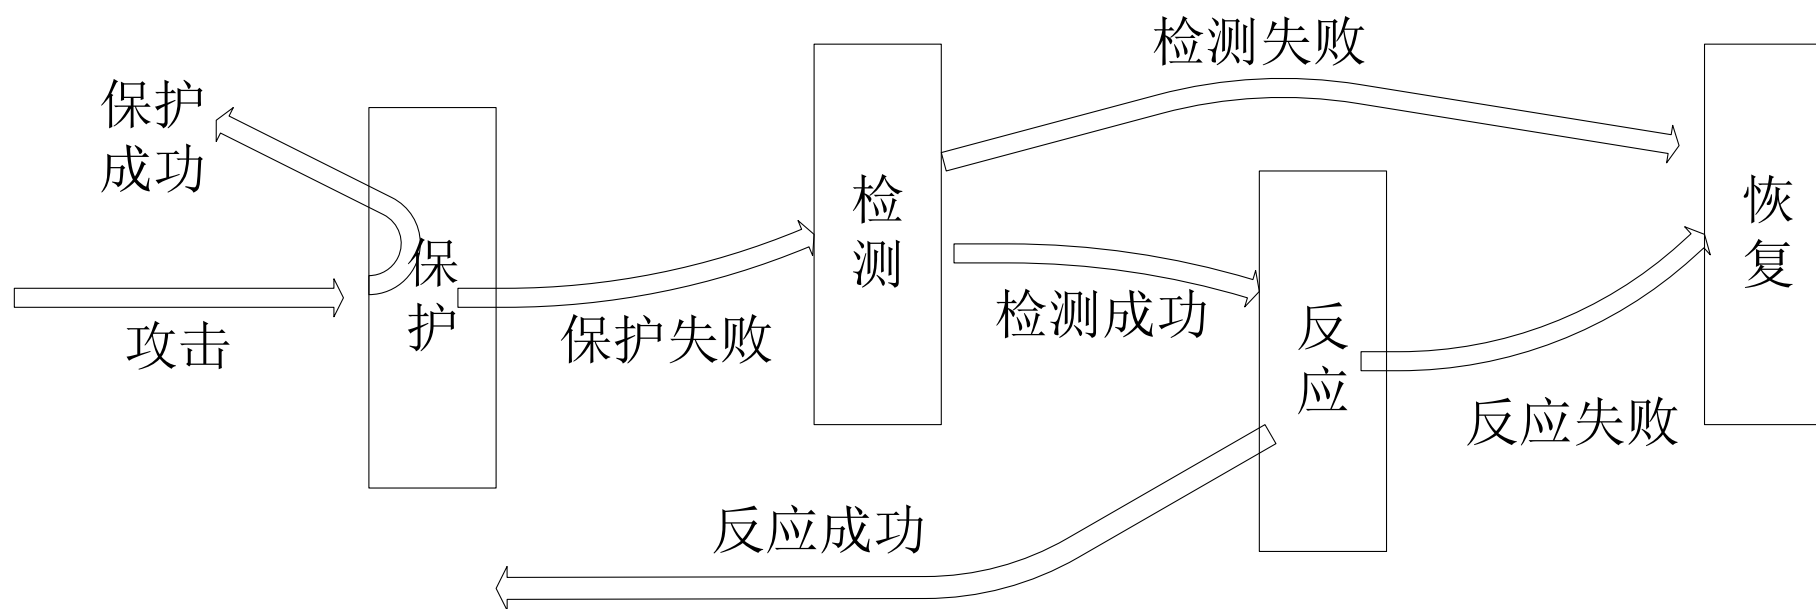 保护
成功
攻击
保
护
保护失败
检
测
检测失败
检测成功
反
应
反应失败
反应成功
恢
复